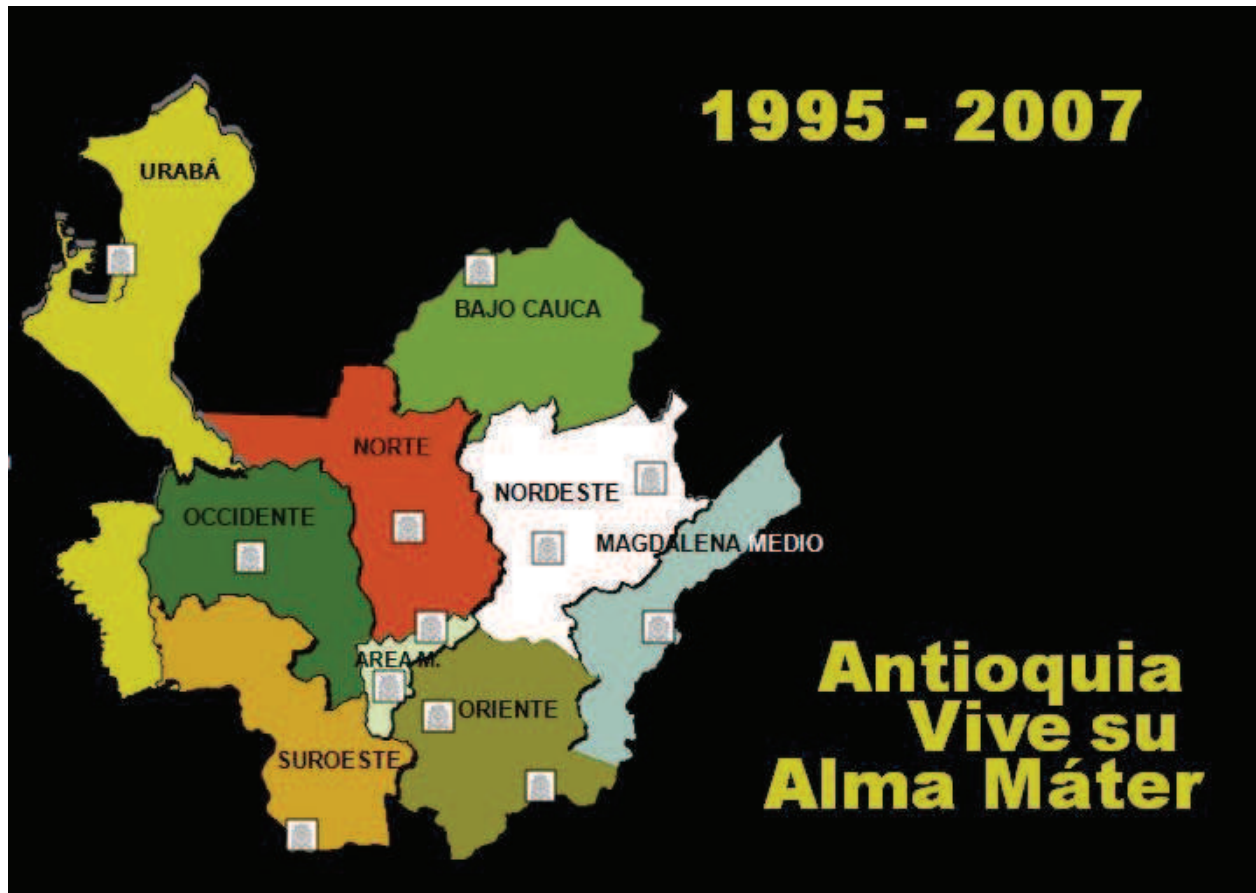 1995 - 2007
URABÁ
BAJO CAUCA
NORTE
NORDESTE
OCCIDENTE
MAGDALENA MEDIO
AREA M.
ORIENTE
SUROESTE
Antioquia
Vive su
Alma Máter